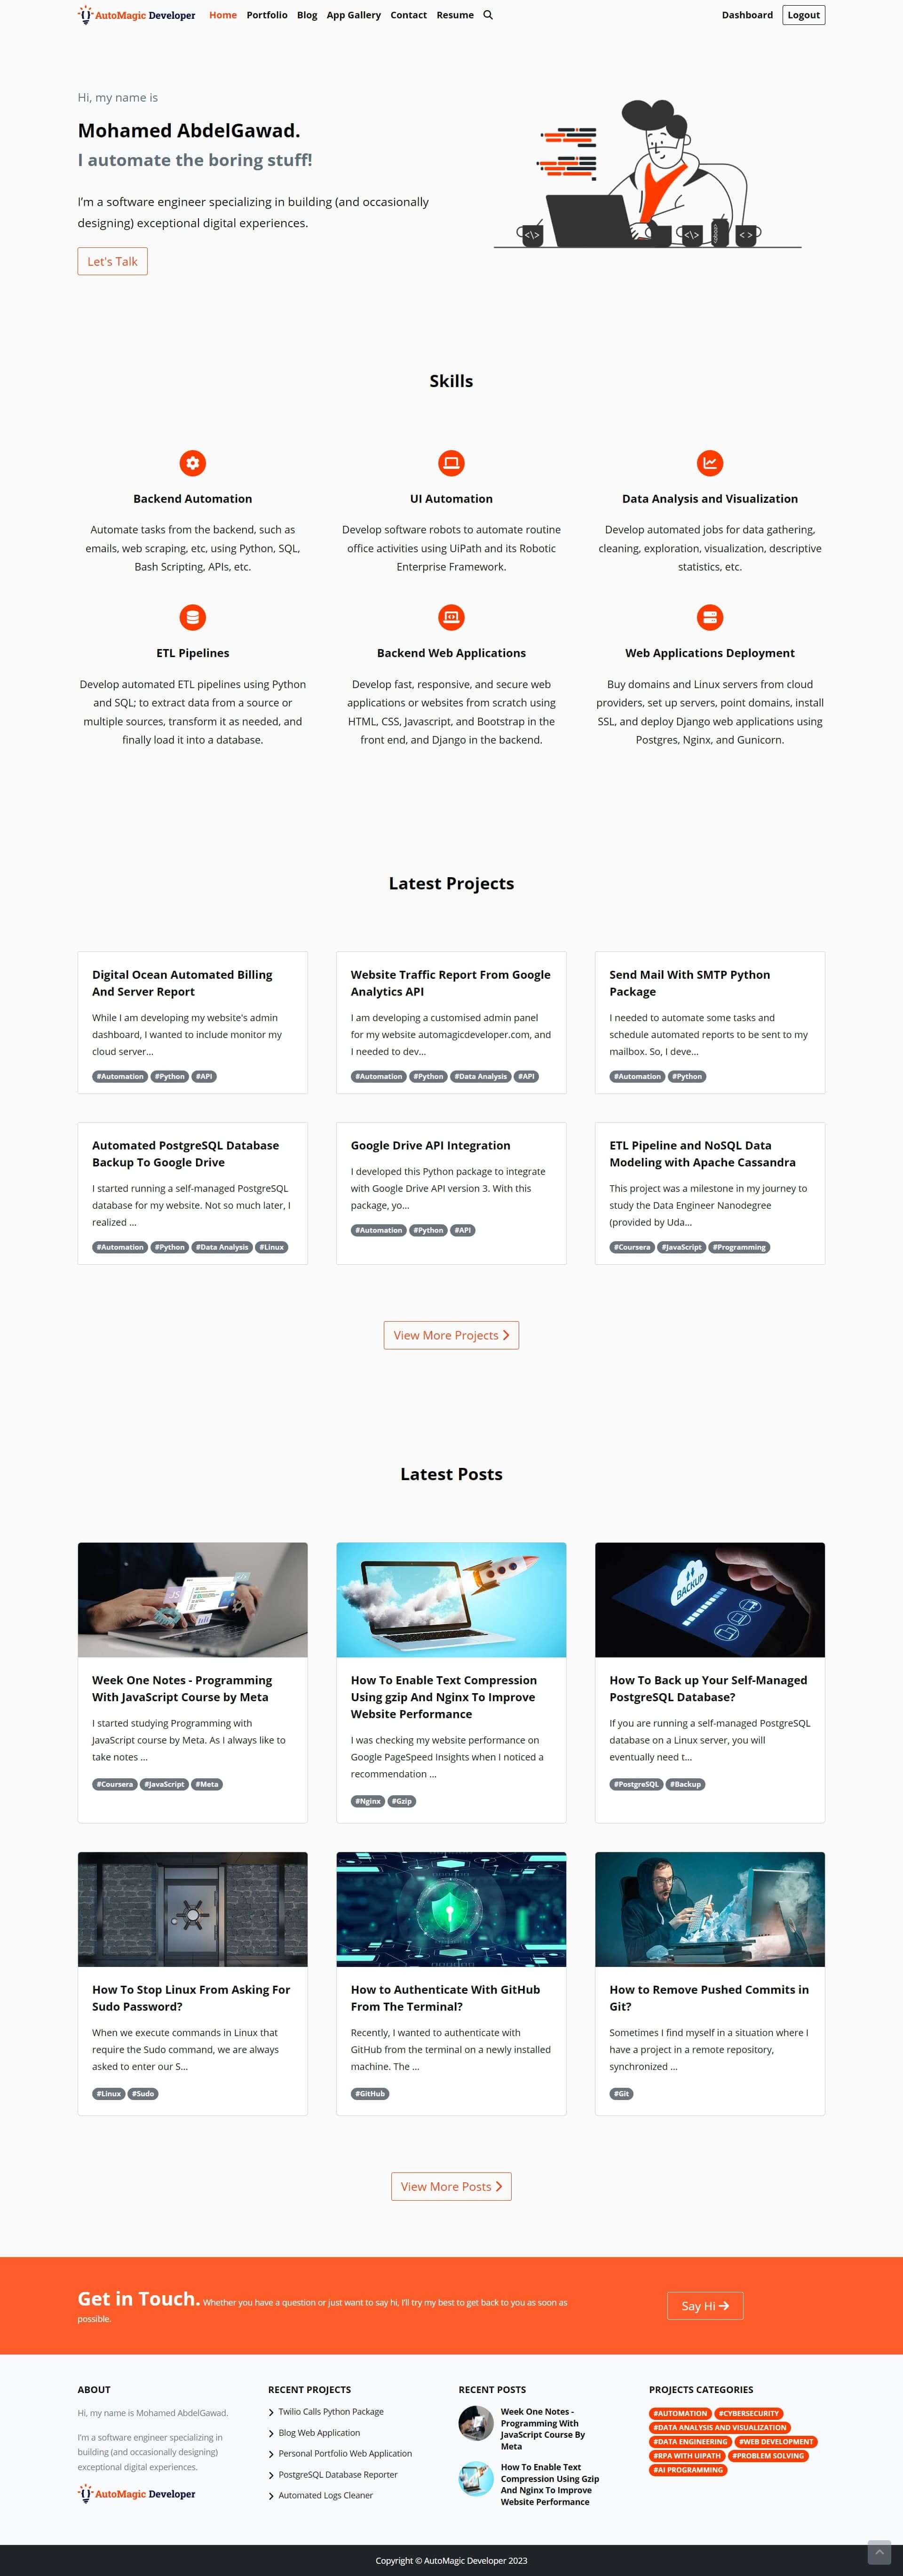 AutoMagic Developer Home Portfolio Blog App Gallery Contact Resume Dashboard Logout
Hi, my name is
Mohamed AbdelGawad.
I automate the boring stuff!
I'm a software engineer specializing in building (and occasionally
designing) exceptional digital experiences.
Let's Talk
<\> <\> <> 
Skills
Backend Automation
Automate tasks from the backend, such as
emails, web scraping, etc, using Python, SQL,
Bash Scripting, APIs, etc.
UI Automation
Develop software robots to automate routine
office activities using UiPath and its Robotic
Enterprise Framework.
Data Analysis and Visualization
Develop automated jobs for data gathering,
cleaning, exploration, visualization, descriptive
statistics, etc.
ETL Pipelines
Develop automated ETL pipelines using Python
and SQL; to extract data from a source or
multiple sources, transform it as needed, and
finally load it into a database.
Backend Web Applications
Develop fast, responsive, and secure web
applications or websites from scratch using
HTML, CSS, Javascript, and Bootstrap in the
front end, and Django in the backend.
Web Applications Deployment
Buy domains and Linux servers from cloud
providers, set up servers, point domains, install
SSL, and deploy Django web applications using
Postgres, Nginx, and Gunicorn.
Latest Projects
Digital Ocean Automated Billing
And Server Report
While I am developing my website's admin
dashboard, I wanted to include monitor my
cloud server...
#Automation #Python #API
Website Traffic Report From Google
Analytics API
I am developing a customised admin panel
for my website automagicdeveloper.com, and
I needed to dev...
#Automation #Python #Data Analysis #API
Send Mail With SMTP Python
Package
I needed to automate some tasks and
schedule automated reports to be sent to my
mailbox. So, I deve...
#Automation #Python
Automated PostgreSQL Database
Backup To Google Drive
I started running a self-managed PostgreSQL
database for my website. Not so much later, I
realized ...
#Automation #Python #Data Analysis #Linux
Google Drive API Integration
I developed this Python package to integrate
with Google Drive API version 3. With this
package, yo...
#Automation #Python #API
ETL Pipeline and NoSQL Data
Modeling with Apache Cassandra
This project was a milestone in my journey to
study the Data Engineer Nanodegree
(provided by Uda...
#Coursera #JavaScript #Programming
View More Projects
Latest Posts
JS
Week One Notes - Programming
With JavaScript Course by Meta
I started studying Programming with
JavaScript course by Meta. As I always like to
take notes ...
#Coursera #JavaScript #Meta
How To Enable Text Compression
Using gzip And Nginx To Improve
Website Performance
I was checking my website performance on
Google PageSpeed Insights when I noticed a
recommendation ...
#Nginx #Gzip
BACKUP
How To Back up Your Self-Managed
PostgreSQL Database?
If you are running a self-managed PostgreSQL
database on a Linux server, you will
eventually need t...
#PostgreSQL #Backup
How To Stop Linux From Asking For
Sudo Password?
When we execute commands in Linux that
require the Sudo command, we are always
asked to enter our S...
#Linux #Sudo
How to Authenticate With GitHub
From The Terminal?
Recently, I wanted to authenticate with
GitHub from the terminal on a newly installed
machine. The ...
#GitHub
How to Remove Pushed Commits in
Git?
Sometimes I find myself in a situation where I
have a project in a remote repository,
synchronized ...
#Git
View More Posts
Get in Touch. Whether you have a question or just want to say hi, I'll try my best to get back to you as soon as
possible.
Say Hi
ABOUT
Hi, my name is Mohamed AbdelGawad.
I'm a software engineer specializing in
building (and occasionally designing)
exceptional digital experiences.
AutoMagic Developer
RECENT PROJECTS
Twilio Calls Python Package
Blog Web Application
Personal Portfolio Web Application
PostgreSQL Database Reporter
Automated Logs Cleaner
RECENT POSTS
Week One Notes -
Programming With
JavaScript Course By
Meta
How To Enable Text
Compression Using Gzip
And Nginx To Improve
Website Performance
PROJECTS CATEGORIES
#AUTOMATION #CYBERSECURITY
#DATA ANALYSIS AND VISUALIZATION
#DATA ENGINEERING #WEB DEVELOPMENT
#RPA WITH UIPATH #PROBLEM SOLVING
#AI PROGRAMMING
Copyright © AutoMagic Developer 2023